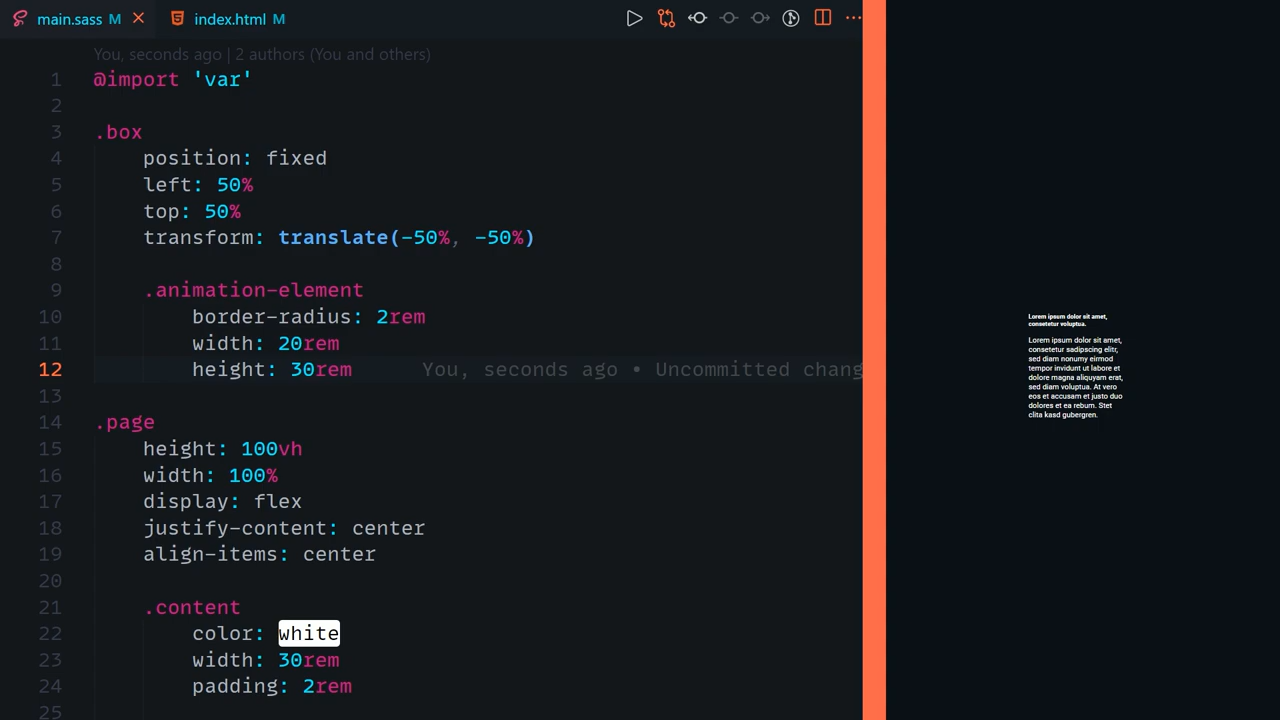 main.sass M
index.html M
You, seconds ago | 2 authors (You and others)
1 @import 'var'
2
3 .box
4 position: fixed
5 left: 50%
6 top: 50%
7 transform: translate(-50%, -50%)
8
9 .animation-element
10 border-radius: 2rem
11 width: 20rem
12 height: 30rem You, seconds ago • Uncommitted chang
13
14 .page
15 height: 100vh
16 width: 100%
17 display: flex
18 justify-content: center
19 align-items: center
20
21 .content
22 color: white
23 width: 30rem
24 padding: 2rem
25
Lorem ipsum dolor sit amet,
consetetur voluptua.
Lorem ipsum dolor sit amet,
consetetur sadipscing elitr,
sed diam nonumy eirmod
tempor invidunt ut labore et
dolore magna aliquyam erat,
sed diam voluptua. At vero
eos et accusam et justo duo
dolores et ea rebum. Stet
clita kasd gubergren.